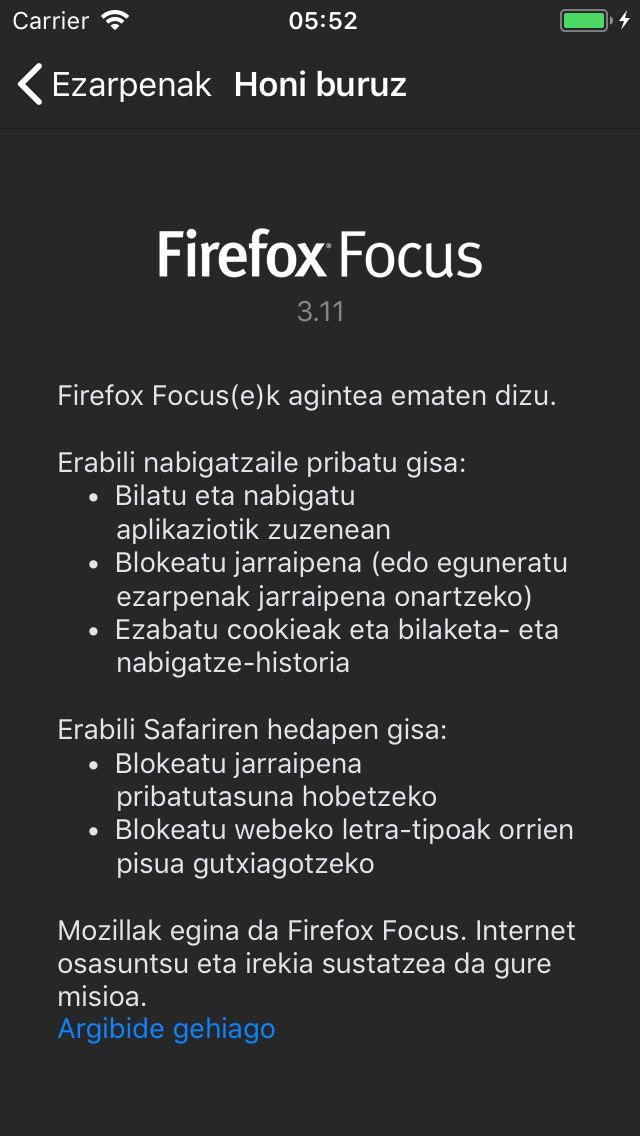 Carrier 05:52
Ezarpenak Honi buruz
Firefox Focus
3.11
Firefox Focus(e)k agintea ematen dizu.
Erabili nabigatzaile pribatu gisa:
• Bilatu eta nabigatu
aplikaziotik zuzenean
• Blokeatu jarraipena (edo eguneratu
ezarpenak jarraipena onartzeko)
• Ezabatu cookieak eta bilaketa- eta
nabigatze-historia
Erabili Safariren hedapen gisa:
• Blokeatu jarraipena
pribatutasuna hobetzeko
• Blokeatu webeko letra-tipoak orrien
pisua gutxiagotzeko
Mozillak egina da Firefox Focus. Internet
osasuntsu eta irekia sustatzea da gure
misioa.
Argibide gehiago